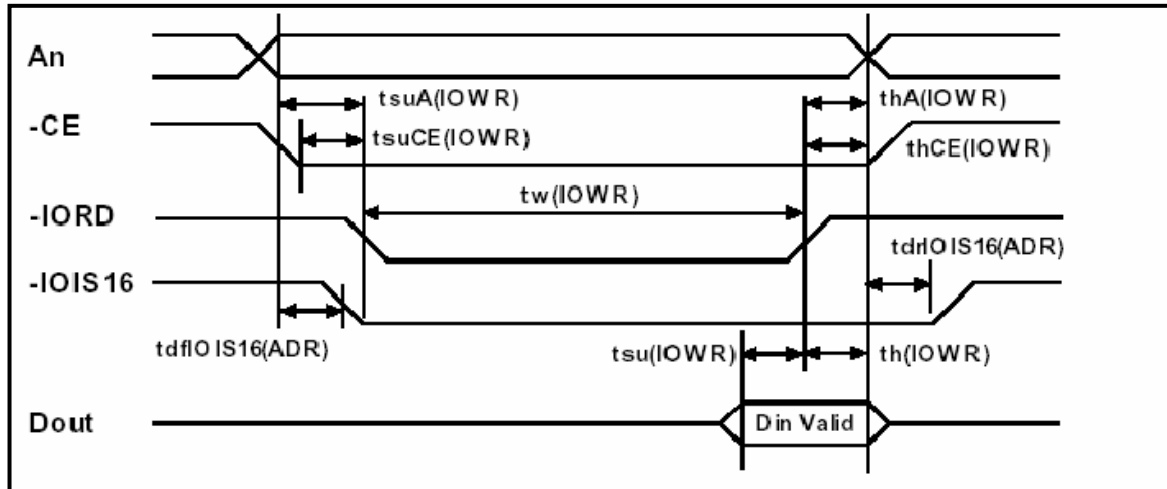 An
tsuA(IOWR)
thA(IOWR)
-CE
tsuCE(IOWR)
thCE(IOWR)
tw(IOWR)
-IORD
tdrIOIS16(ADR)
-IOIS16
tdfIOIS16(ADR)
tsu(IOWR)
th(IOWR)
Dout
Din Valid